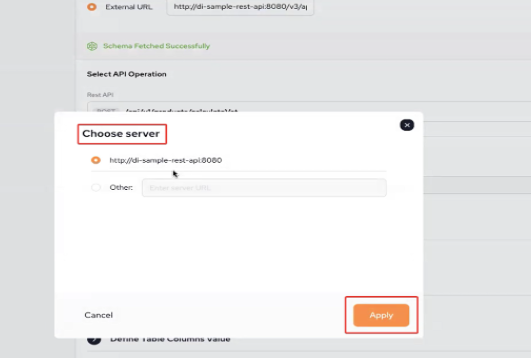 External URL
http://di-sample-rest-api:8080/v3/a
Schema Fetched Successfully
Select API Operation
Rest API
POST
Choose server
http://di-sample-rest-api:8080
Other:
Enter server URL
Cancel
Apply
Define Table Columns Value